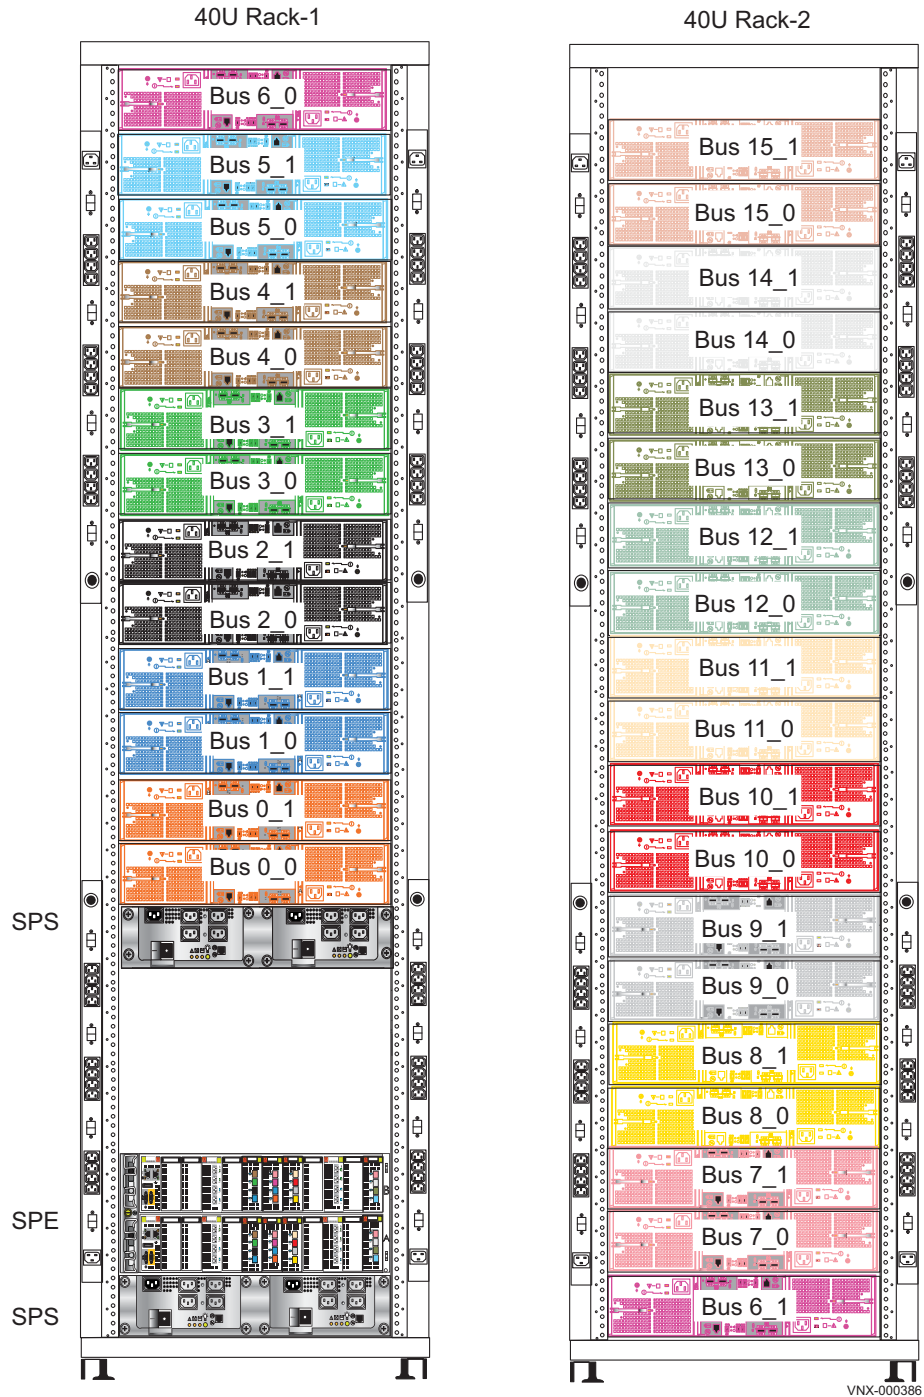 40U Rack-1
Bus 6_0
Bus 5_1
Bus 5_0
Bus 4_1
Bus 4_0
Bus 3_1
Bus 3_0
Bus 2_1
Bus 2_0
Bus 1_1
Bus 1_0
Bus 0_1
Bus 0_0
SPS
SPE
B
A
SPS
40U Rack-2
Bus 15_1
Bus 15_0
Bus 14_1
Bus 14_0
Bus 13_1
Bus 13_0
Bus 12_1
Bus 12_0
Bus 11_1
Bus 11_0
Bus 10_1
Bus 10_0
Bus 9_1
Bus 9_0
Bus 8_1
Bus 8_0
Bus 7_1
Bus 7_0
Bus 6_1
VNX-000386